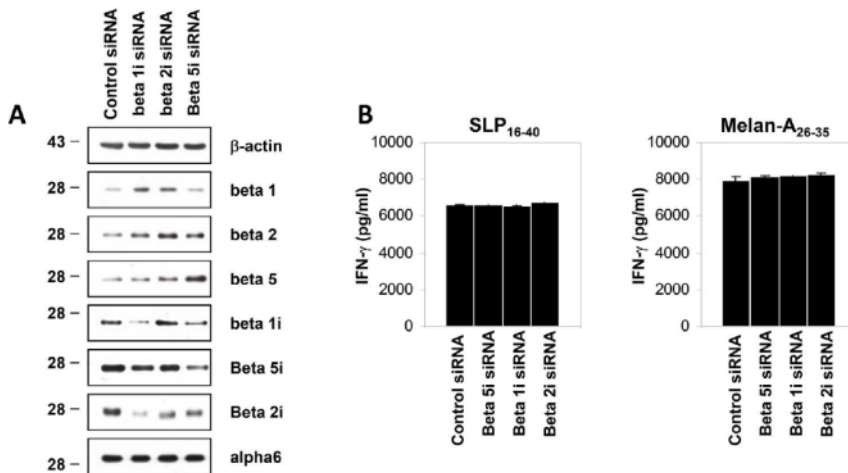 A
Control siRNA
beta 1i siRNA
beta 2i siRNA
Beta 5i siRNA
43
β-actin
28
beta 1
28
beta 2
28
beta 5
28
beta 1i
28
Beta 5i
28
Beta 2i
28
alpha6
B
SLP16-40
IFN-γ (pg/ml)
10000
8000
6000
4000
2000
0
Control siRNA
Beta 5i siRNA
Beta 1i siRNA
Beta 2i siRNA
Melan-A26-35
IFN-γ (pg/ml)
10000
8000
6000
4000
2000
0
Control siRNA
Beta 5i siRNA
Beta 1i siRNA
Beta 2i siRNA